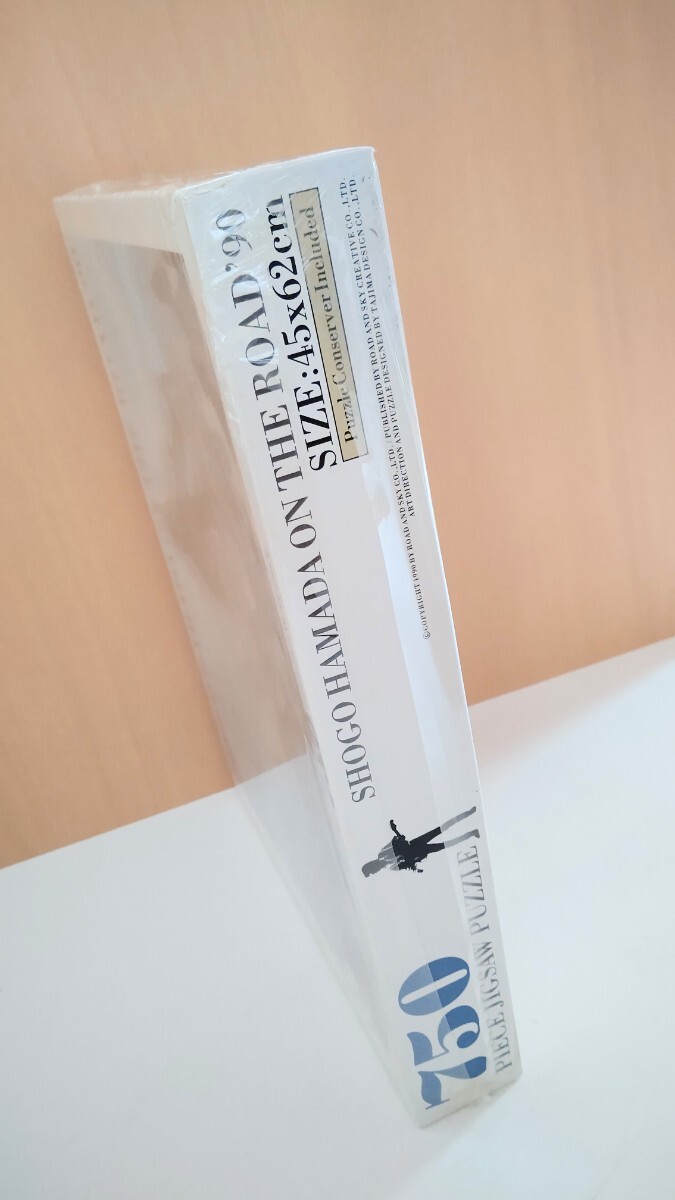 750
PIECE JIGSAW PUZZLE
SHOGO HAMADA ON THE ROAD'90
SIZE:45x62cm
Puzzle Conserver Included
©COPYRIGHT 1990 BY ROAD AND SKY CO.,LTD. / PUBLISHED BY ROAD AND SKY CREATIVE CO.,LTD.
ART DIRECTION AND PUZZLE DESIGNED BY TAJIMA DESIGN CO.,LTD.